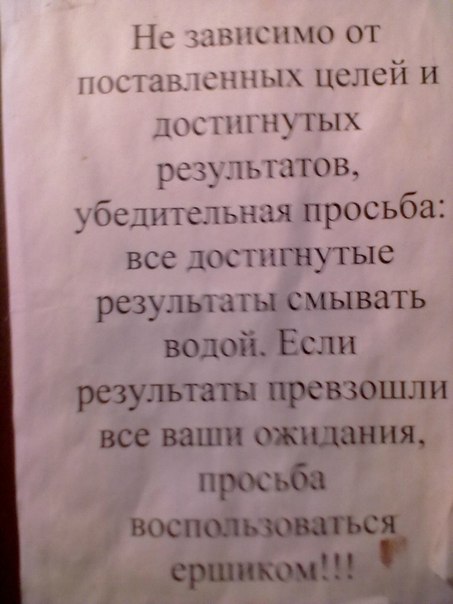 Не зависимо от
поставленных целей и
достигнутых
результатов,
убедительная просьба:
все достигнутые
результаты смывать
водой. Если
результаты превзошли
все ваши ожидания,
просьба
воспользоваться
ершиком!!!